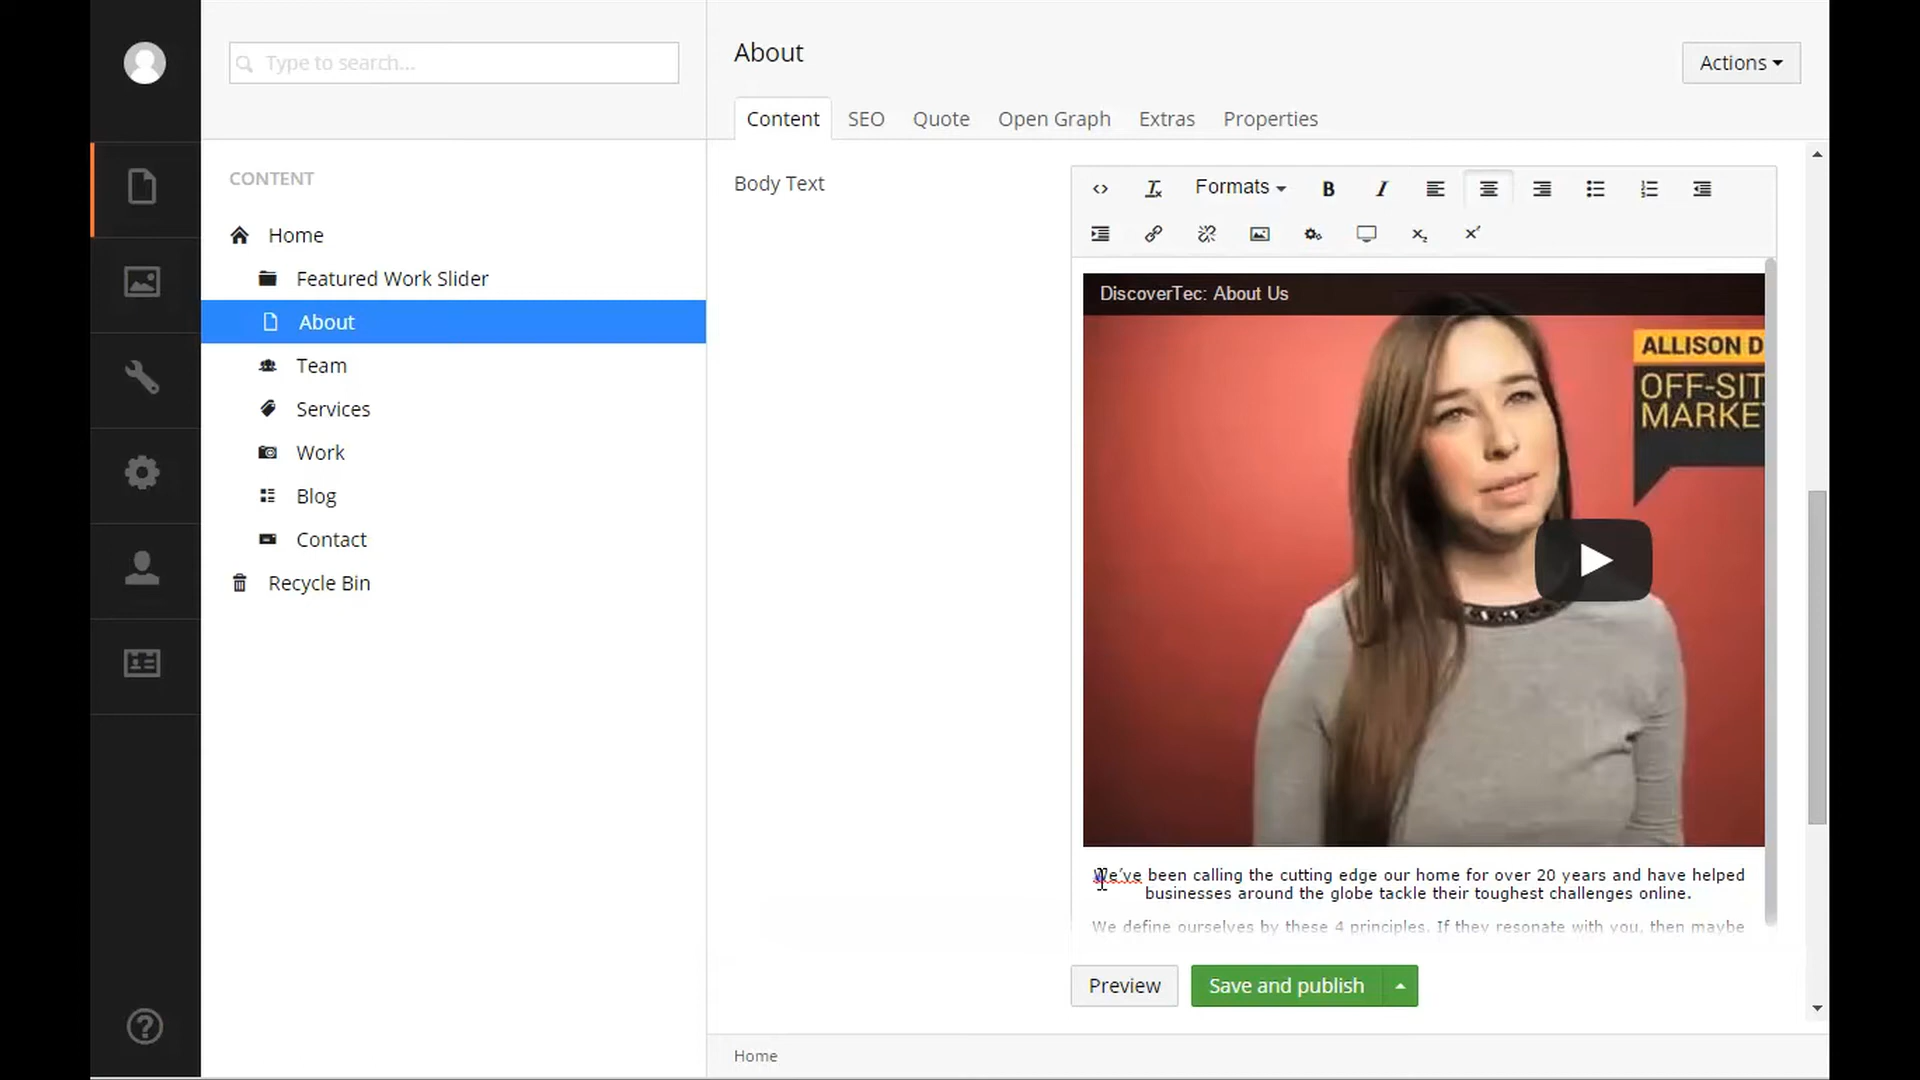 Type to search...
About
Actions
Content SEO Quote Open Graph Extras Properties
CONTENT
Home
Featured Work Slider
About
Team
Services
Work
Blog
Contact
Recycle Bin
Body Text
Formats
DiscoverTec: About Us
ALLISON D
OFF-SIT
MARKE
We've been calling the cutting edge our home for over 20 years and have helped
businesses around the globe tackle their toughest challenges online.
We define ourselves by these 4 principles. If they resonate with you, then maybe
Preview
Save and publish
Home